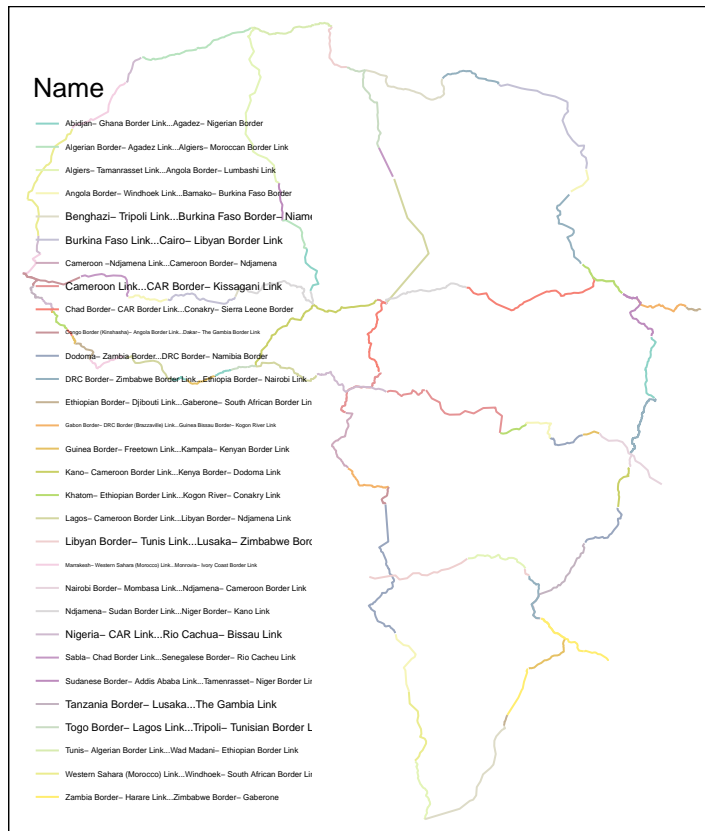 Name
Abidjan– Ghana Border Link...Agadez– Nigerian Border
Algerian Border– Agadez Link...Algiers– Moroccan Border Link
Algiers– Tamanrasset Link...Angola Border– Lumbashi Link
Angola Border– Windhoek Link...Bamako– Burkina Faso Border
Benghazi– Tripoli Link...Burkina Faso Border– Niame
Burkina Faso Link...Cairo– Libyan Border Link
Cameroon –Ndjamena Link...Cameroon Border– Ndjamena
Cameroon Link...CAR Border– Kissagani Link
Chad Border– CAR Border Link...Conakry– Sierra Leone Border
Congo Border (Kinshasha)– Angola Border Link...Dakar– The Gambia Border Link
Dodoma– Zambia Border...DRC Border– Namibia Border
DRC Border– Zimbabwe Border Link...Ethiopia Border– Nairobi Link
Ethiopian Border– Djibouti Link...Gaberone– South African Border Lin
Gabon Border– DRC Border (Brazzaville) Link...Guinea Bissau Border– Kogon River Link
Guinea Border– Freetown Link...Kampala– Kenyan Border Link
Kano– Cameroon Border Link...Kenya Border– Dodoma Link
Khatom– Ethiopian Border Link...Kogon River– Conakry Link
Lagos– Cameroon Border Link...Libyan Border– Ndjamena Link
Libyan Border– Tunis Link...Lusaka– Zimbabwe Bord
Marrakesh– Western Sahara (Morocco) Link...Monrovia– Ivory Coast Border Link
Nairobi Border– Mombasa Link...Ndjamena– Cameroon Border Link
Ndjamena– Sudan Border Link...Niger Border– Kano Link
Nigeria– CAR Link...Rio Cachua– Bissau Link
Sabla– Chad Border Link...Senegalese Border– Rio Cacheu Link
Sudanese Border– Addis Ababa Link...Tamenrasset– Niger Border Lin
Tanzania Border– Lusaka...The Gambia Link
Togo Border– Lagos Link...Tripoli– Tunisian Border L
Tunis– Algerian Border Link...Wad Madani– Ethiopian Border Link
Western Sahara (Morocco) Link...Windhoek– South African Border Lin
Zambia Border– Harare Link...Zimbabwe Border– Gaberone